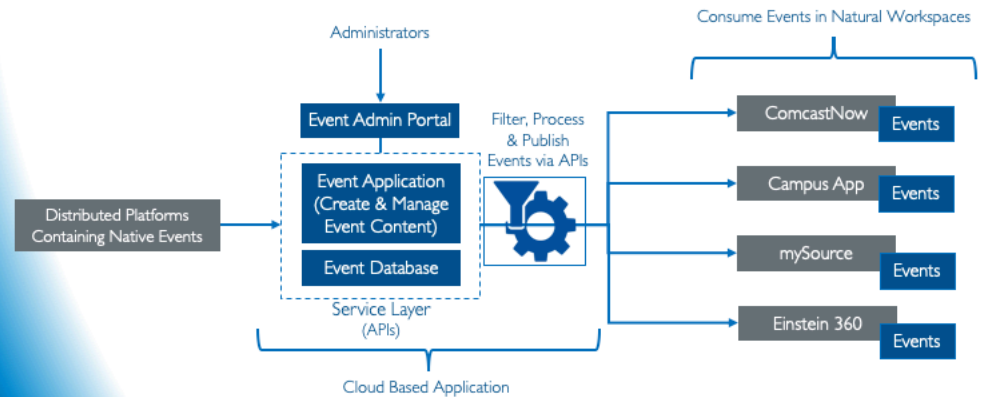 Consume Events in Natural Workspaces
Administrators
Event Admin Portal
Filter, Process
& Publish
Events via APIs
ComcastNow
Events
Event Application
(Create & Manage
Event Content)
Campus App
Events
Distributed Platforms
Containing Native Events
Event Database
mySource
Events
Service Layer
(APIs)
Einstein 360
Events
Cloud Based Application